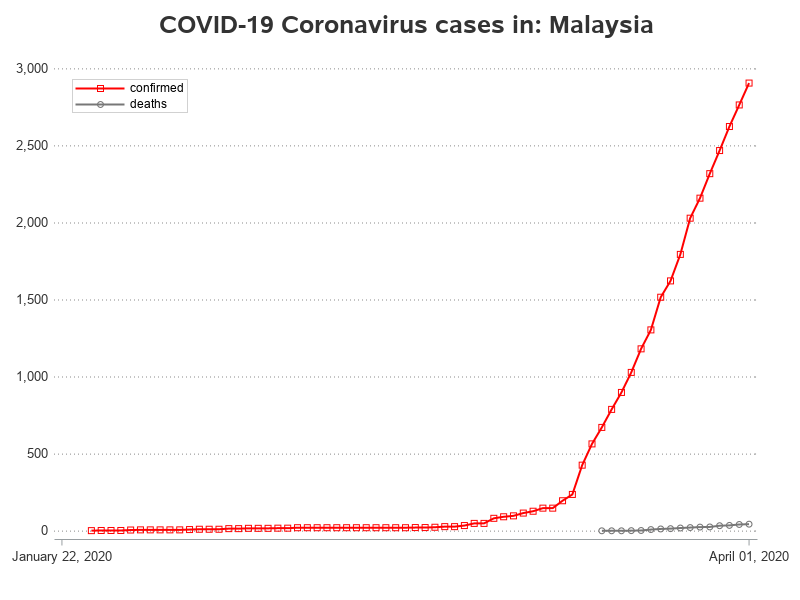 COVID-19 Coronavirus cases in: Malaysia
3,000
confirmed
deaths
2,500
2,000
1,500
1,000
500
0
January 22, 2020
April 01, 2020